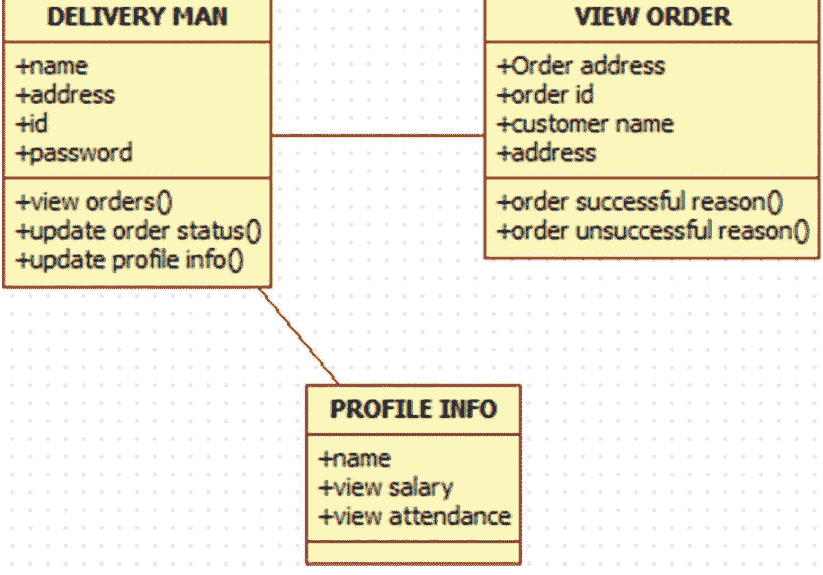 DELIVERY MAN
+name
+address
+id
+password
+view orders()
+update order status()
+update profile info()
VIEW ORDER
+Order address
+order id
+customer name
+address
+order successful reason()
+order unsuccessful reason()
PROFILE INFO
+name
+view salary
+view attendance